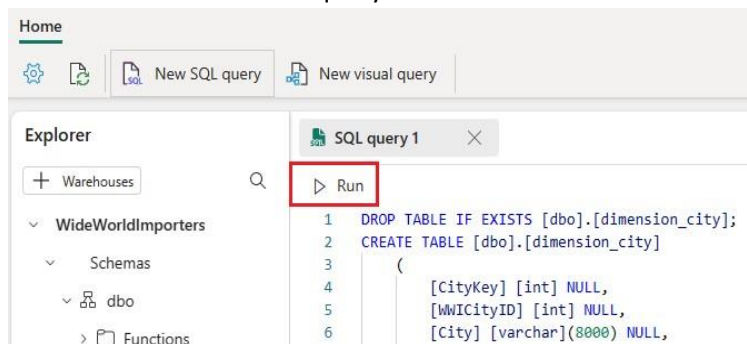 Home
New SQL query
New visual query
Explorer
SQL query 1
Warehouses
Run
WideWorldImporters
Schemas
dbo
Functions
1 DROP TABLE IF EXISTS [dbo].[dimension_city];
2 CREATE TABLE [dbo].[dimension_city]
3 (
4 [CityKey] [int] NULL,
5 [WWICityID] [int] NULL,
6 [City] [varchar](8000) NULL,